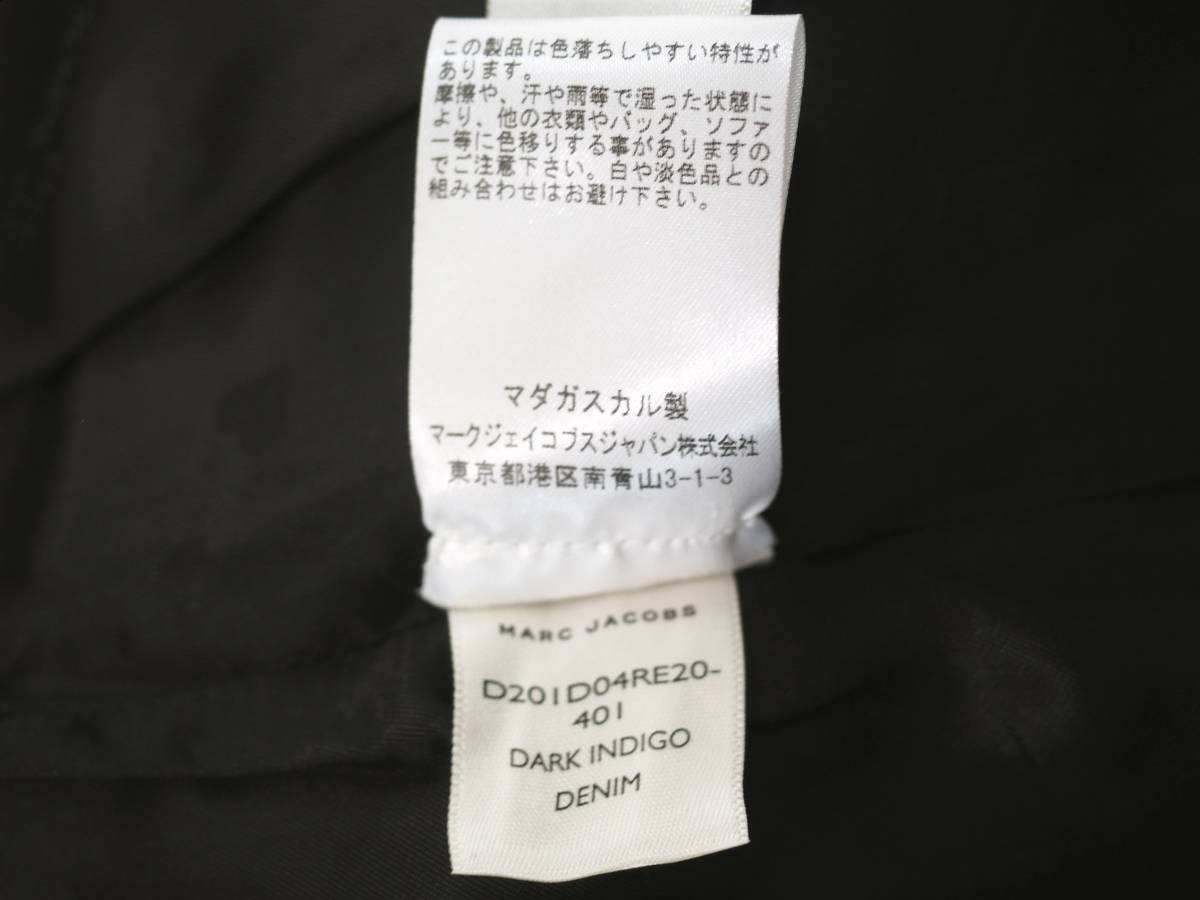 この製品は色落ちしやすい特性が
あります。
摩擦や、汗や雨等で湿った状態に
より、他の衣類やバッグ、ソファ
ー等に色移りする事がありますの
でご注意下さい。白や淡色品との
組み合わせはお避け下さい。
マダガスカル製
マークジェイコブスジャパン株式会社
東京都港区南青山3-1-3
MARC JACOBS
D201D04RE20-
401
DARK INDIGO
DENIM